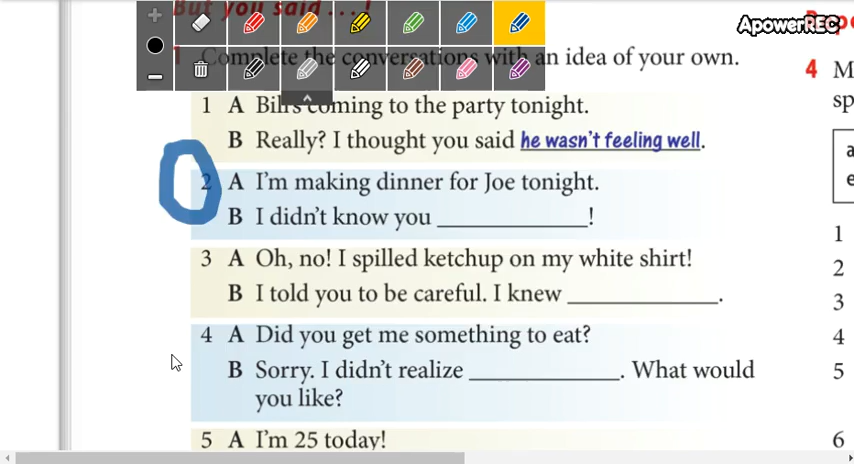 But you said . . . !
ApowerREC
1 Complete the conversations with an idea of your own.
4 M
sp
1 A Bill's coming to the party tonight.
B Really? I thought you said he wasn't feeling well.
a
e
2 A I'm making dinner for Joe tonight.
B I didn't know you ____________!
1
3 A Oh, no! I spilled ketchup on my white shirt!
2
B I told you to be careful. I knew ____________.
3
4 A Did you get me something to eat?
4
B Sorry. I didn't realize ____________. What would
5
you like?
5 A I'm 25 today!
6